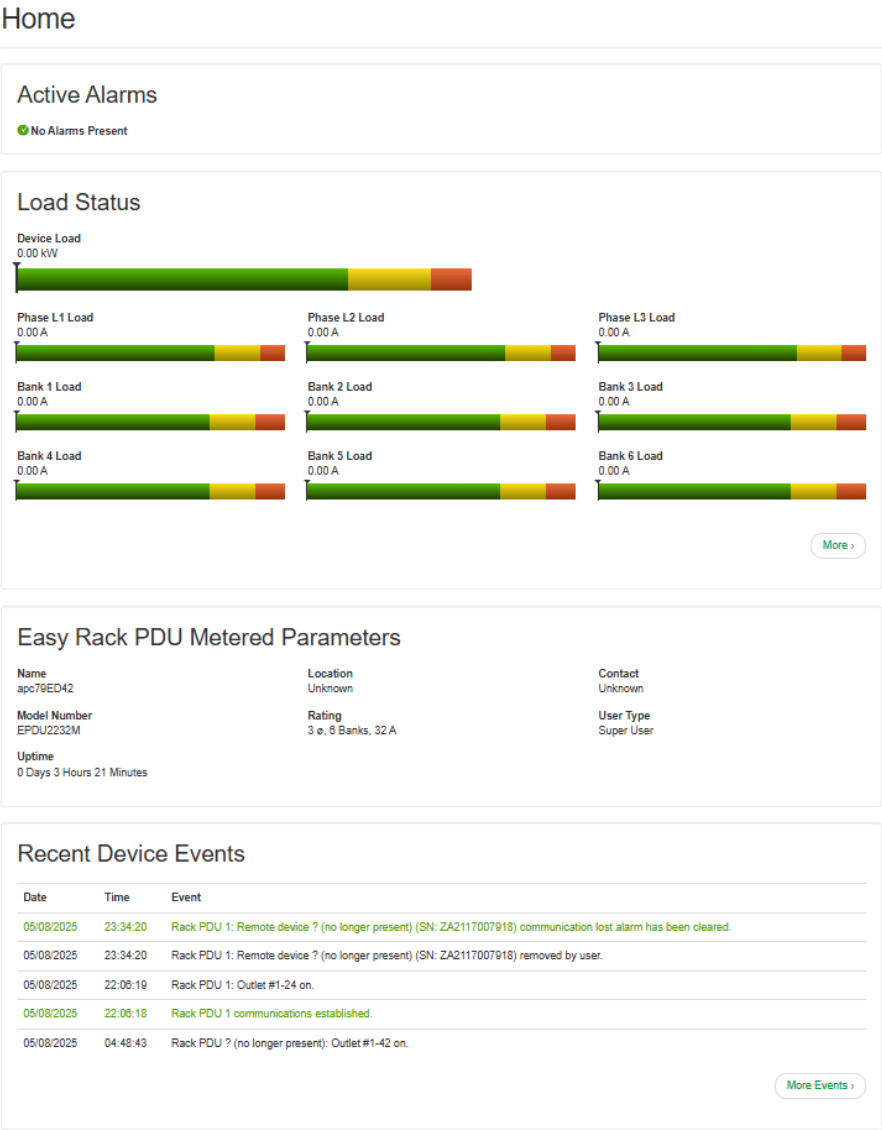 Home
Active Alarms
No Alarms Present
Load Status
Device Load
0.00 kW
Phase L1 Load
0.00 A
Phase L2 Load
0.00 A
Phase L3 Load
0.00 A
Bank 1 Load
0.00 A
Bank 2 Load
0.00 A
Bank 3 Load
0.00 A
Bank 4 Load
0.00 A
Bank 5 Load
0.00 A
Bank 6 Load
0.00 A
More ›
Easy Rack PDU Metered Parameters
Name
apc79ED42
Location
Unknown
Contact
Unknown
Model Number
EPDU2232M
Rating
3 ø, 6 Banks, 32 A
User Type
Super User
Uptime
0 Days 3 Hours 21 Minutes
Recent Device Events
Date Time Event
05/08/2025 23:34:20 Rack PDU 1: Remote device ? (no longer present) (SN: ZA2117007918) communication lost alarm has been cleared.
05/08/2025 23:34:20 Rack PDU 1: Remote device ? (no longer present) (SN: ZA2117007918) removed by user.
05/08/2025 22:06:19 Rack PDU 1: Outlet #1-24 on.
05/08/2025 22:06:18 Rack PDU 1 communications established.
05/08/2025 04:48:43 Rack PDU ? (no longer present): Outlet #1-42 on.
More Events ›